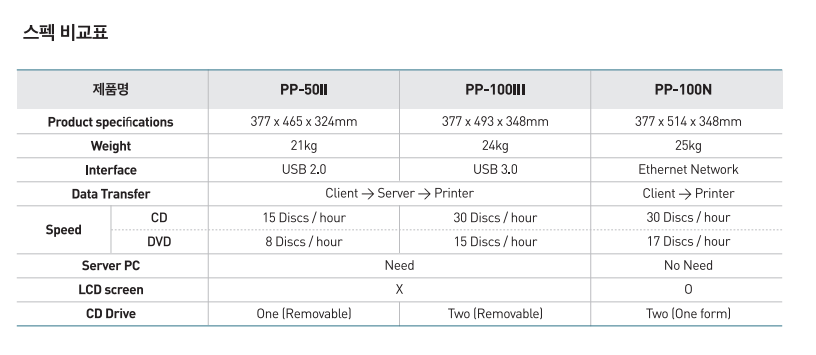 스펙 비교표
제품명 PP-50II PP-100III PP-100N
Product specifications 377 x 465 x 324mm 377 x 493 x 348mm 377 x 514 x 348mm
Weight 21kg 24kg 25kg
Interface USB 2.0 USB 3.0 Ethernet Network
Data Transfer Client → Server → Printer Client → Printer
Speed CD 15 Discs / hour 30 Discs / hour 30 Discs / hour
DVD 8 Discs / hour 15 Discs / hour 17 Discs / hour
Server PC Need No Need
LCD screen X O
CD Drive One (Removable) Two (Removable) Two (One form)